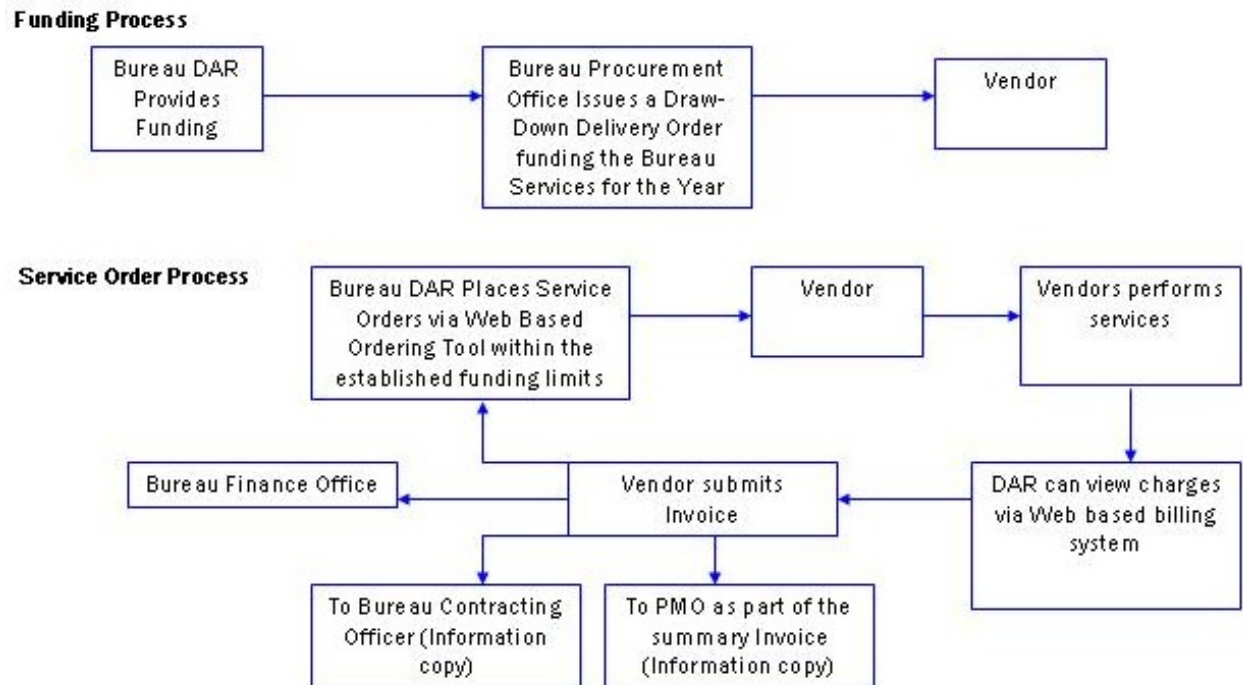 Funding Process
Bureau DAR
Provides
Funding
Bureau Procurement
Office Issues a Draw-
Down Delivery Order
funding the Bureau
Services for the Year
Vendor
Service Order Process
Bureau DAR Places Service
Orders via Web Based
Ordering Tool within the
established funding limits
Vendor
Vendors performs
services
Bureau Finance Office
Vendor submits
Invoice
DAR can view charges
via Web based billing
system
To Bureau Contracting
Officer (Information
copy)
To PMO as part of the
summary Invoice
(Information copy)